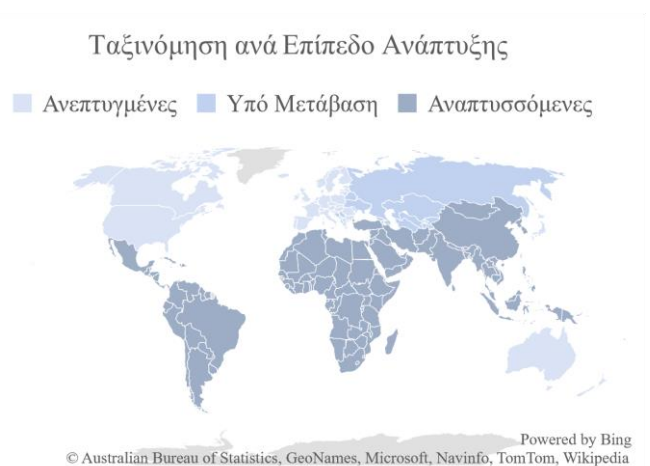 Ταξινόμηση ανά Επίπεδο Ανάπτυξης
Ανεπτυγμένες Υπό Μετάβαση Αναπτυσσόμενες
Powered by Bing
© Australian Bureau of Statistics, GeoNames, Microsoft, Navinfo, TomTom, Wikipedia